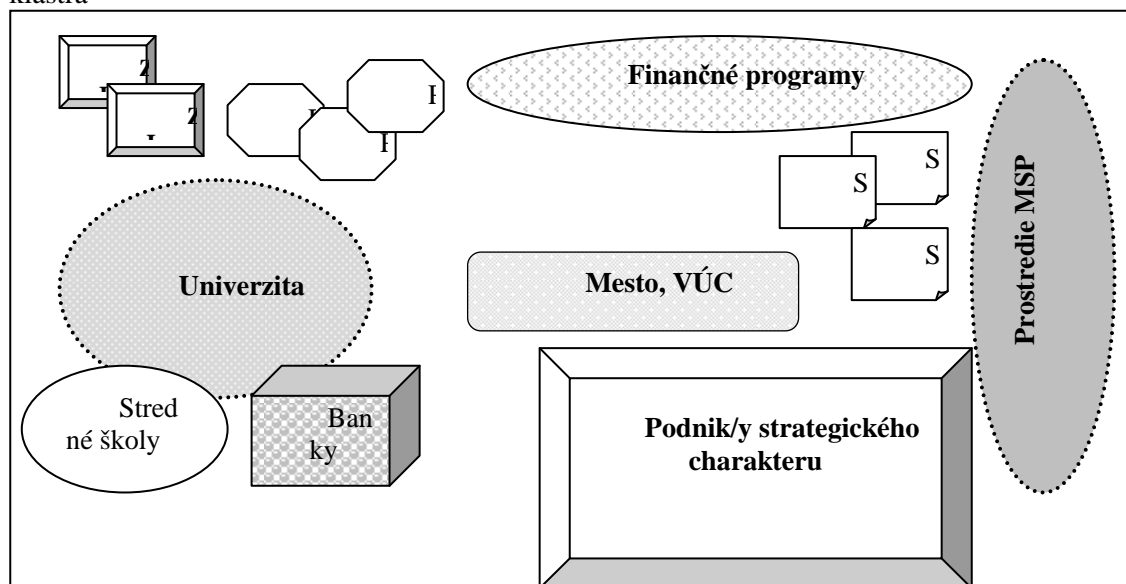 klastra
Finančné programy
S
S
S
Univerzita
Mesto, VÚC
Prostredie MSP
Stred
né školy
Ban
ky
Podnik/y strategického
charakteru